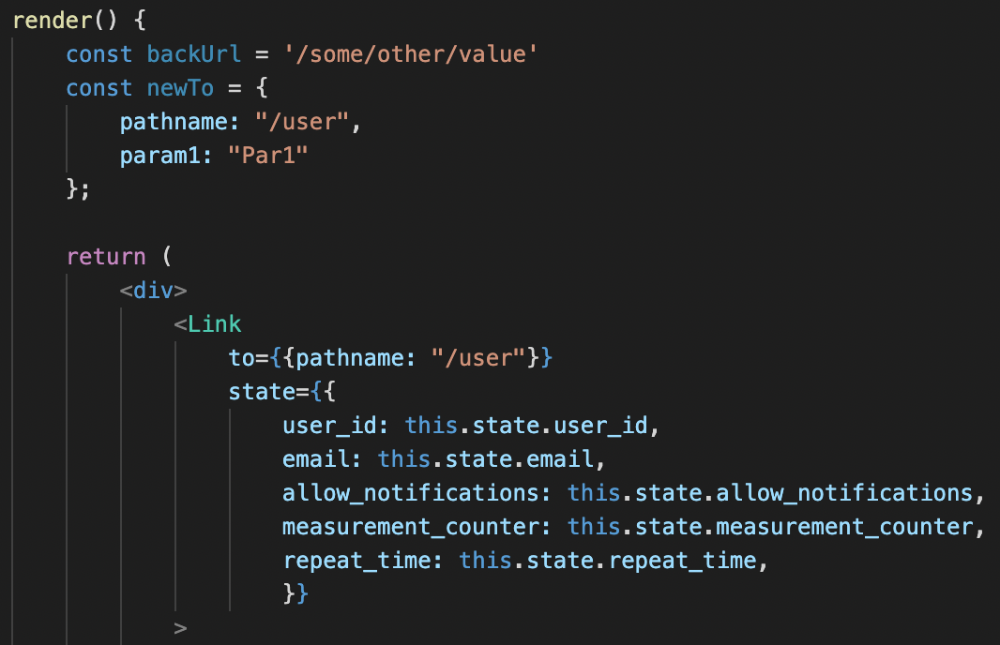 render() {
    const backUrl = '/some/other/value'
    const newTo = {
        pathname: "/user",
        param1: "Par1"
    };

    return (
        <div>
            <Link
                to={{pathname: "/user"}}
                state={{
                    user_id: this.state.user_id,
                    email: this.state.email,
                    allow_notifications: this.state.allow_notifications,
                    measurement_counter: this.state.measurement_counter,
                    repeat_time: this.state.repeat_time,
                    }}
            >